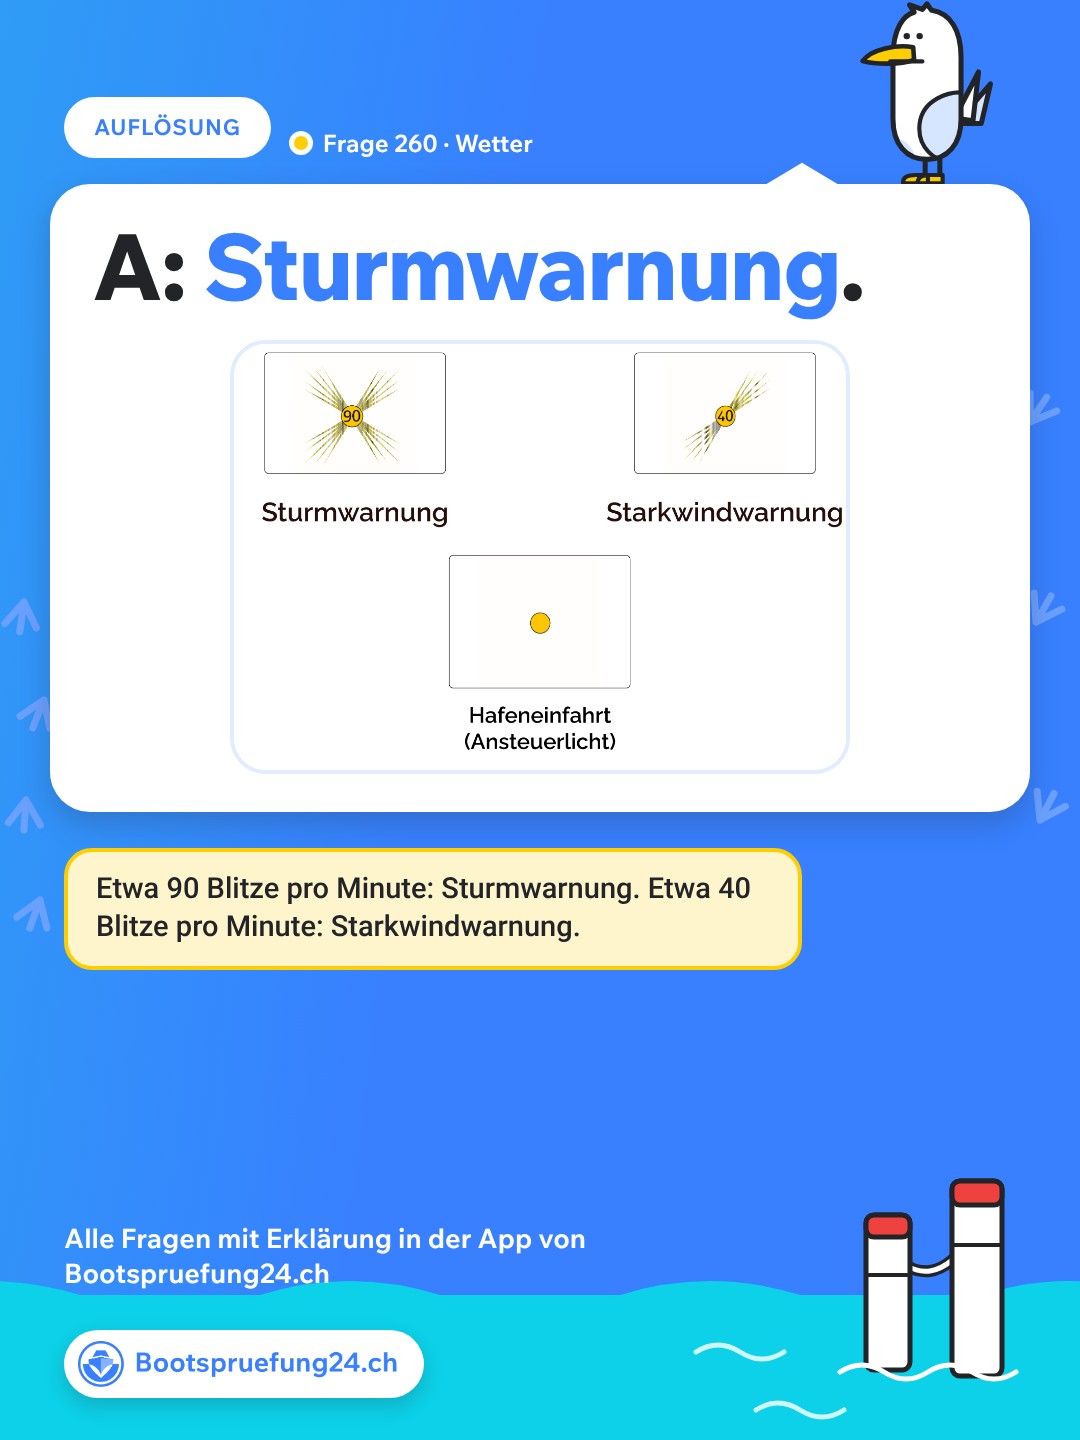 AUFLÖSUNG
Frage 260 · Wetter
A: Sturmwarnung.
90
40
Sturmwarnung
Starkwindwarnung
Hafeneinfahrt
(Ansteuerlicht)
Etwa 90 Blitze pro Minute: Sturmwarnung. Etwa 40
Blitze pro Minute: Starkwindwarnung.
Alle Fragen mit Erklärung in der App von
Bootspruefung24.ch
Bootspruefung24.ch